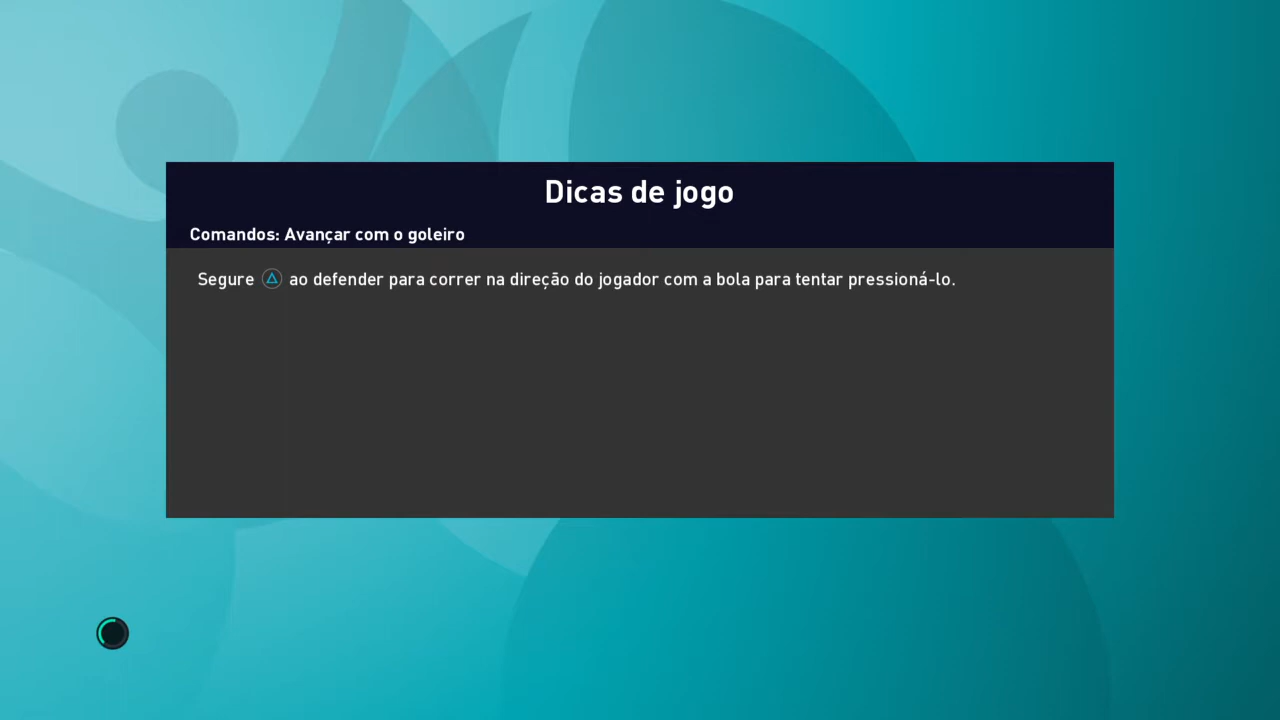 Dicas de jogo
Comandos: Avançar com o goleiro
Segure △ ao defender para correr na direção do jogador com a bola para tentar pressioná-lo.